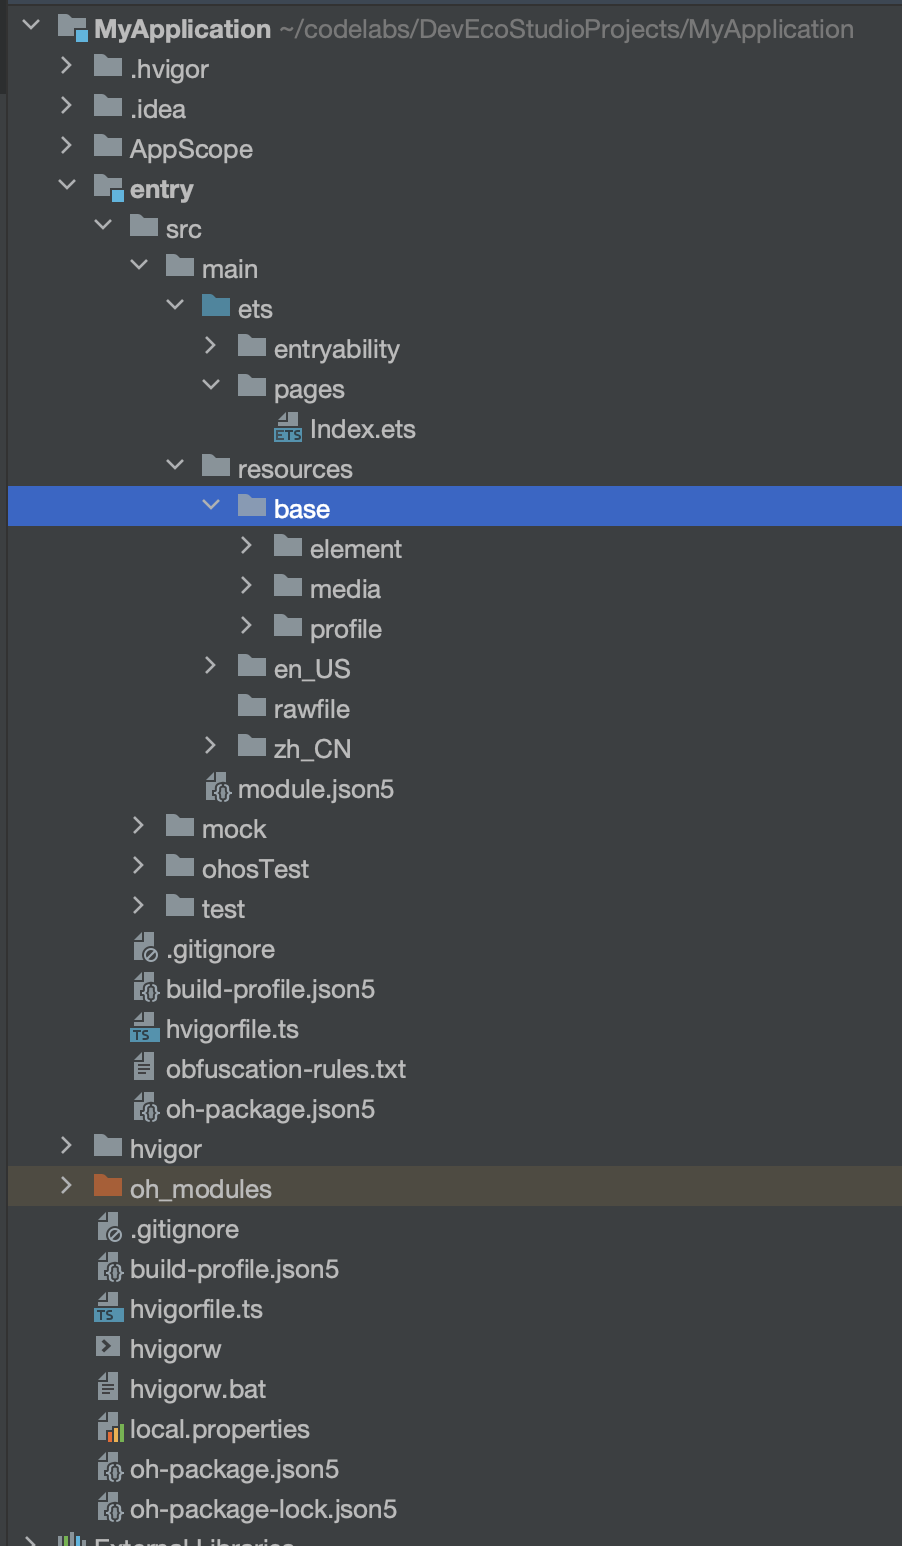 MyApplication ~/codelabs/DevEcoStudioProjects/MyApplication
.hvigor
.idea
AppScope
entry
src
main
ets
entryability
pages
ETS Index.ets
resources
base
element
media
profile
en_US
rawfile
zh_CN
module.json5
mock
ohosTest
test
.gitignore
build-profile.json5
TS hvigorfile.ts
obfuscation-rules.txt
oh-package.json5
hvigor
oh_modules
.gitignore
build-profile.json5
TS hvigorfile.ts
hvigorw
hvigorw.bat
local.properties
oh-package.json5
oh-package-lock.json5
External Libraries